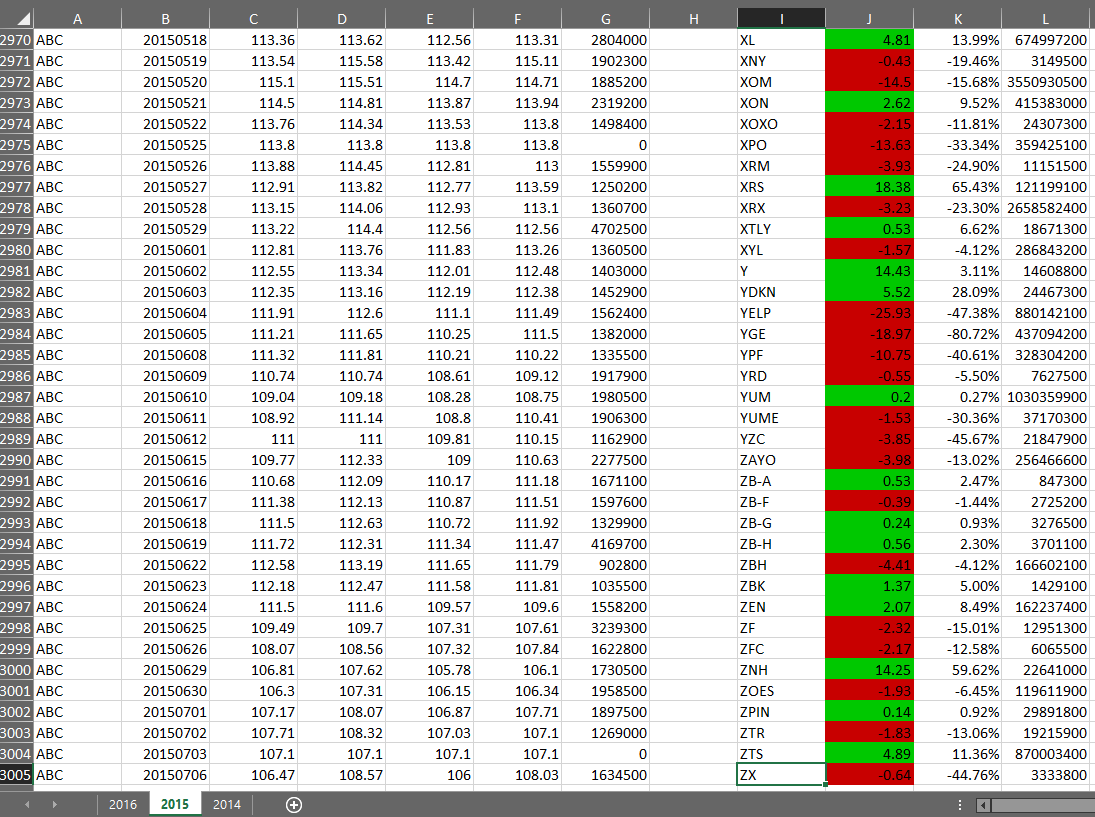 A B C D E F G H I J K L
2970 ABC 20150518 113.36 113.62 112.56 113.31 2804000 XL 4.81 13.99% 674997200
2971 ABC 20150519 113.54 115.58 113.42 115.11 1902300 XNY -0.43 -19.46% 3149500
2972 ABC 20150520 115.1 115.51 114.7 114.71 1885200 XOM -14.5 -15.68% 3550930500
2973 ABC 20150521 114.5 114.81 113.87 113.94 2319200 XON 2.62 9.52% 415383000
2974 ABC 20150522 113.76 114.34 113.53 113.8 1498400 XOXO -2.15 -11.81% 24307300
2975 ABC 20150525 113.8 113.8 113.8 113.8 0 XPO -13.63 -33.34% 359425100
2976 ABC 20150526 113.88 114.45 112.81 113 1559900 XRM -3.93 -24.90% 11151500
2977 ABC 20150527 112.91 113.82 112.77 113.59 1250200 XRS 18.38 65.43% 121199100
2978 ABC 20150528 113.15 114.06 112.93 113.1 1360700 XRX -3.23 -23.30% 2658582400
2979 ABC 20150529 113.22 114.4 112.56 112.56 4702500 XTLY 0.53 6.62% 18671300
2980 ABC 20150601 112.81 113.76 111.83 113.26 1360500 XYL -1.57 -4.12% 286843200
2981 ABC 20150602 112.55 113.34 112.01 112.48 1403000 Y 14.43 3.11% 14608800
2982 ABC 20150603 112.35 113.16 112.19 112.38 1452900 YDKN 5.52 28.09% 24467300
2983 ABC 20150604 111.91 112.6 111.1 111.49 1562400 YELP -25.93 -47.38% 880142100
2984 ABC 20150605 111.21 111.65 110.25 111.5 1382000 YGE -18.97 -80.72% 437094200
2985 ABC 20150608 111.32 111.81 110.21 110.22 1335500 YPF -10.75 -40.61% 328304200
2986 ABC 20150609 110.74 110.74 108.61 109.12 1917900 YRD -0.55 -5.50% 7627500
2987 ABC 20150610 109.04 109.18 108.28 108.75 1980500 YUM 0.2 0.27% 1030359900
2988 ABC 20150611 108.92 111.14 108.8 110.41 1906300 YUME -1.53 -30.36% 37170300
2989 ABC 20150612 111 111 109.81 110.15 1162900 YZC -3.85 -45.67% 21847900
2990 ABC 20150615 109.77 112.33 109 110.63 2277500 ZAYO -3.98 -13.02% 256466600
2991 ABC 20150616 110.68 112.09 110.17 111.18 1671100 ZB-A 0.53 2.47% 847300
2992 ABC 20150617 111.38 112.13 110.87 111.51 1597600 ZB-F -0.39 -1.44% 2725200
2993 ABC 20150618 111.5 112.63 110.72 111.92 1329900 ZB-G 0.24 0.93% 3276500
2994 ABC 20150619 111.72 112.31 111.34 111.47 4169700 ZB-H 0.56 2.30% 3701100
2995 ABC 20150622 112.58 113.19 111.65 111.79 902800 ZBH -4.41 -4.12% 166602100
2996 ABC 20150623 112.18 112.47 111.58 111.81 1035500 ZBK 1.37 5.00% 1429100
2997 ABC 20150624 111.5 111.6 109.57 109.6 1558200 ZEN 2.07 8.49% 162237400
2998 ABC 20150625 109.49 109.7 107.31 107.61 3239300 ZF -2.32 -15.01% 12951300
2999 ABC 20150626 108.07 108.56 107.32 107.84 1622800 ZFC -2.17 -12.58% 6065500
3000 ABC 20150629 106.81 107.62 105.78 106.1 1730500 ZNH 14.25 59.62% 22641000
3001 ABC 20150630 106.3 107.31 106.15 106.34 1958500 ZOES -1.93 -6.45% 119611900
3002 ABC 20150701 107.17 108.07 106.87 107.71 1897500 ZPIN 0.14 0.92% 29891800
3003 ABC 20150702 107.71 108.32 107.03 107.1 1269000 ZTR -1.83 -13.06% 19215900
3004 ABC 20150703 107.1 107.1 107.1 107.1 0 ZTS 4.89 11.36% 870003400
3005 ABC 20150706 106.47 108.57 106 108.03 1634500 ZX -0.64 -44.76% 3333800
2016 2015 2014